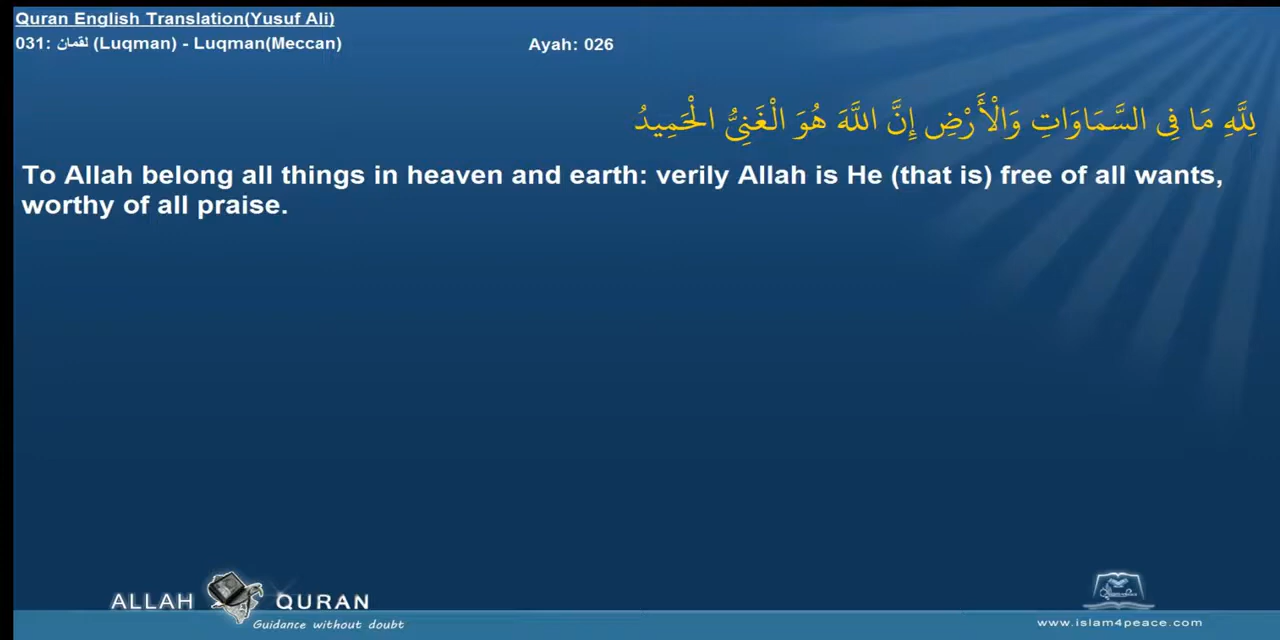 Quran English Translation(Yusuf Ali)
031: لقمان (Luqman) - Luqman(Meccan) Ayah: 026
لِلَّهِ مَا فِي السَّمَاوَاتِ وَالْأَرْضِ إِنَّ اللَّهَ هُوَ الْغَنِيُّ الْحَمِيدُ
To Allah belong all things in heaven and earth: verily Allah is He (that is) free of all wants,
worthy of all praise.
ALLAH QURAN
Guidance without doubt
www.islam4peace.com